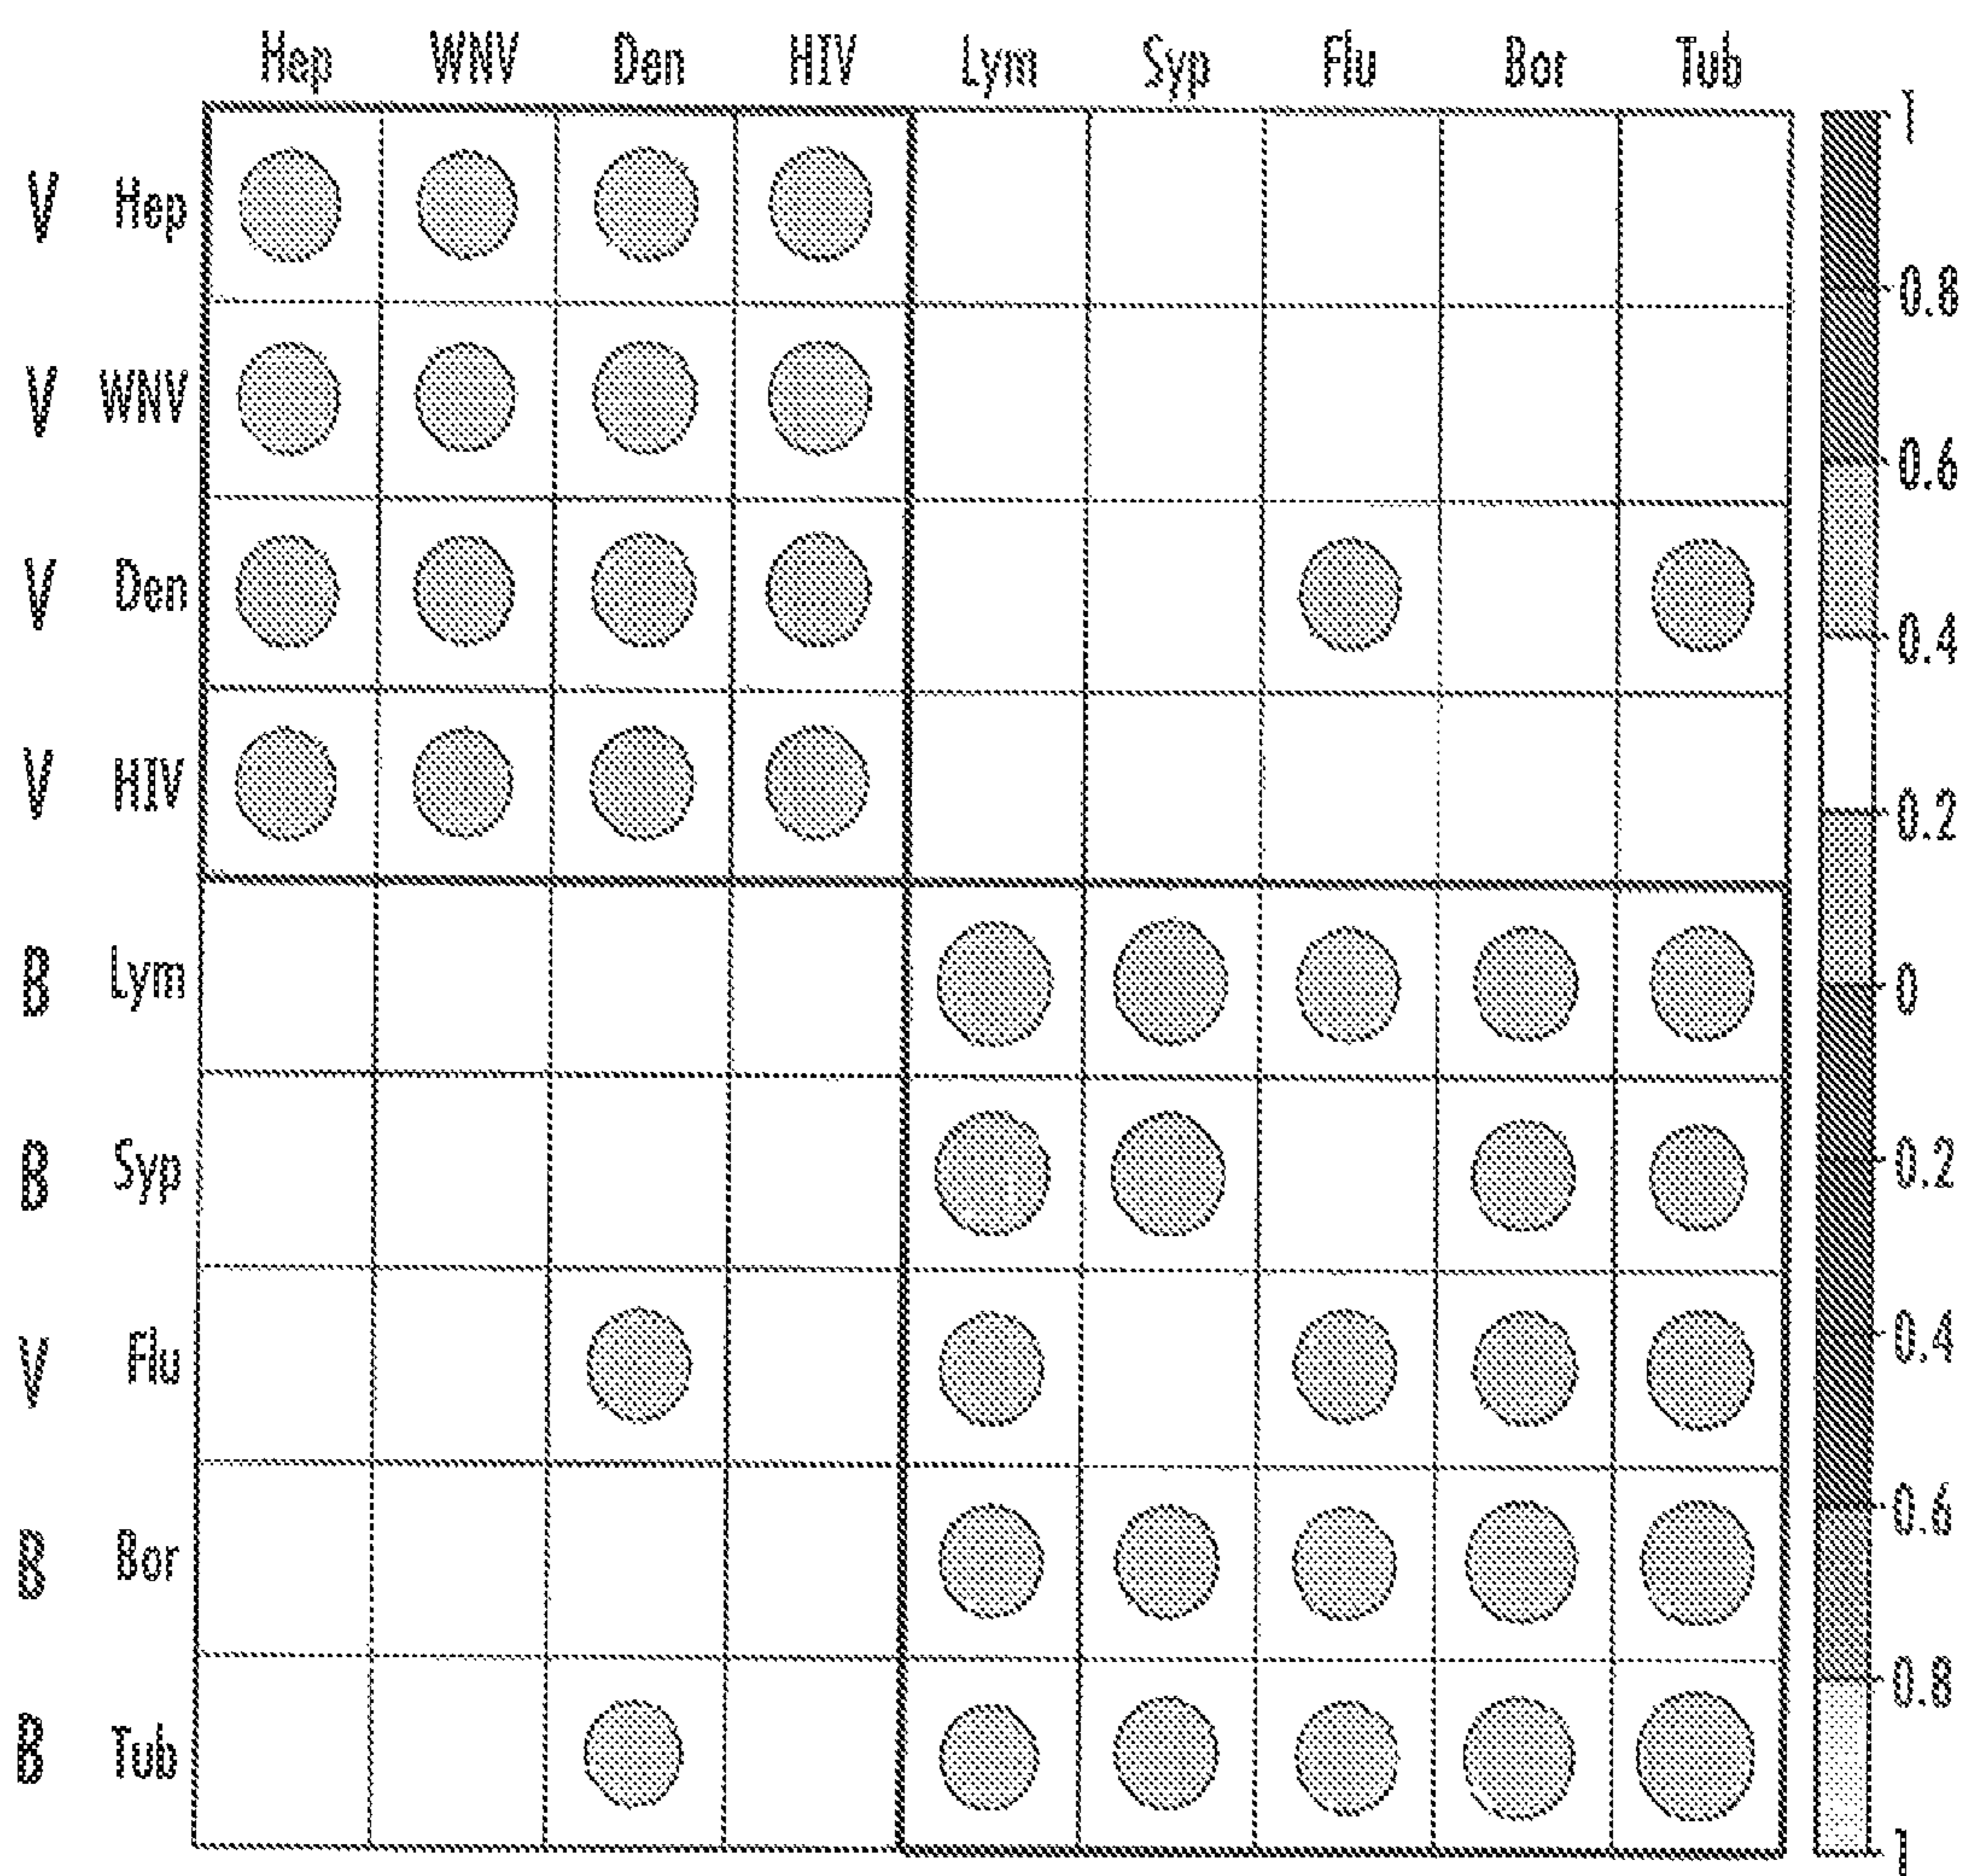 Hep WNV Den HIV Lym Syp Flu Bor Tub
1
V Hep
0.8
V WNV
0.6
V Den
0.4
V HIV
0.2
B Lym
0
B Syp
0.2
V Flu
0.4
B Bor
0.6
0.8
B Tub
1